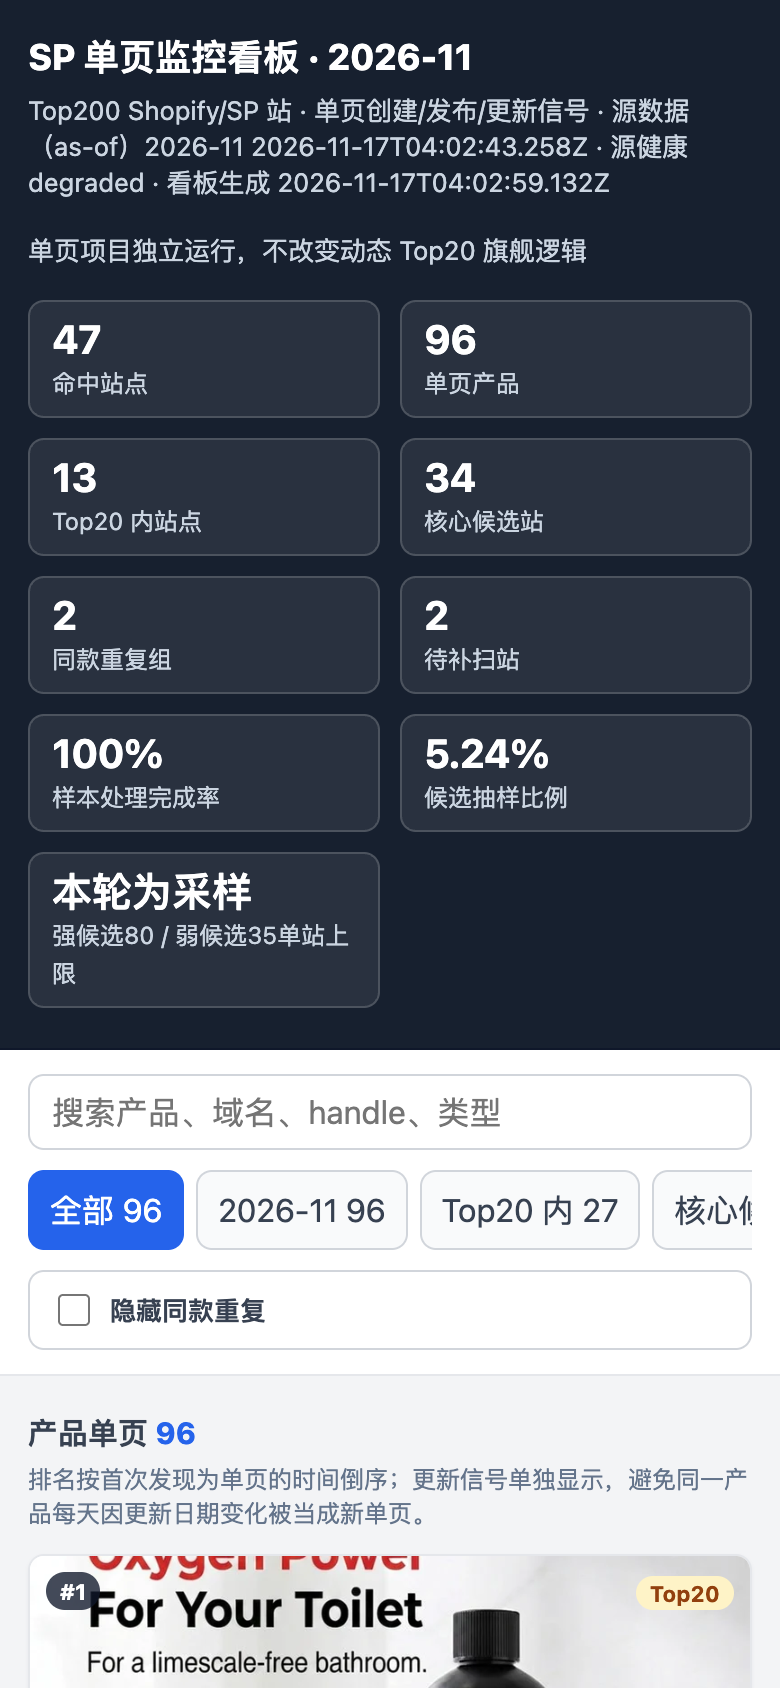 SP 单页监控看板 · 2026-11
Top200 Shopify/SP 站 · 单页创建/发布/更新信号 · 源数据
（as-of）2026-11 2026-11-17T04:02:43.258Z · 源健康
degraded · 看板生成 2026-11-17T04:02:59.132Z
单页项目独立运行，不改变动态 Top20 旗舰逻辑
47
命中站点
96
单页产品
13
Top20 内站点
34
核心候选站
2
同款重复组
2
待补扫站
100%
样本处理完成率
5.24%
候选抽样比例
本轮为采样
强候选80 / 弱候选35单站上
限
搜索产品、域名、handle、类型
全部 96
2026-11 96
Top20 内 27
核心候
隐藏同款重复
产品单页 96
排名按首次发现为单页的时间倒序；更新信号单独显示，避免同一产
品每天因更新日期变化被当成新单页。
#1
Top20
Oxygen Power
For Your Toilet
For a limescale-free bathroom.